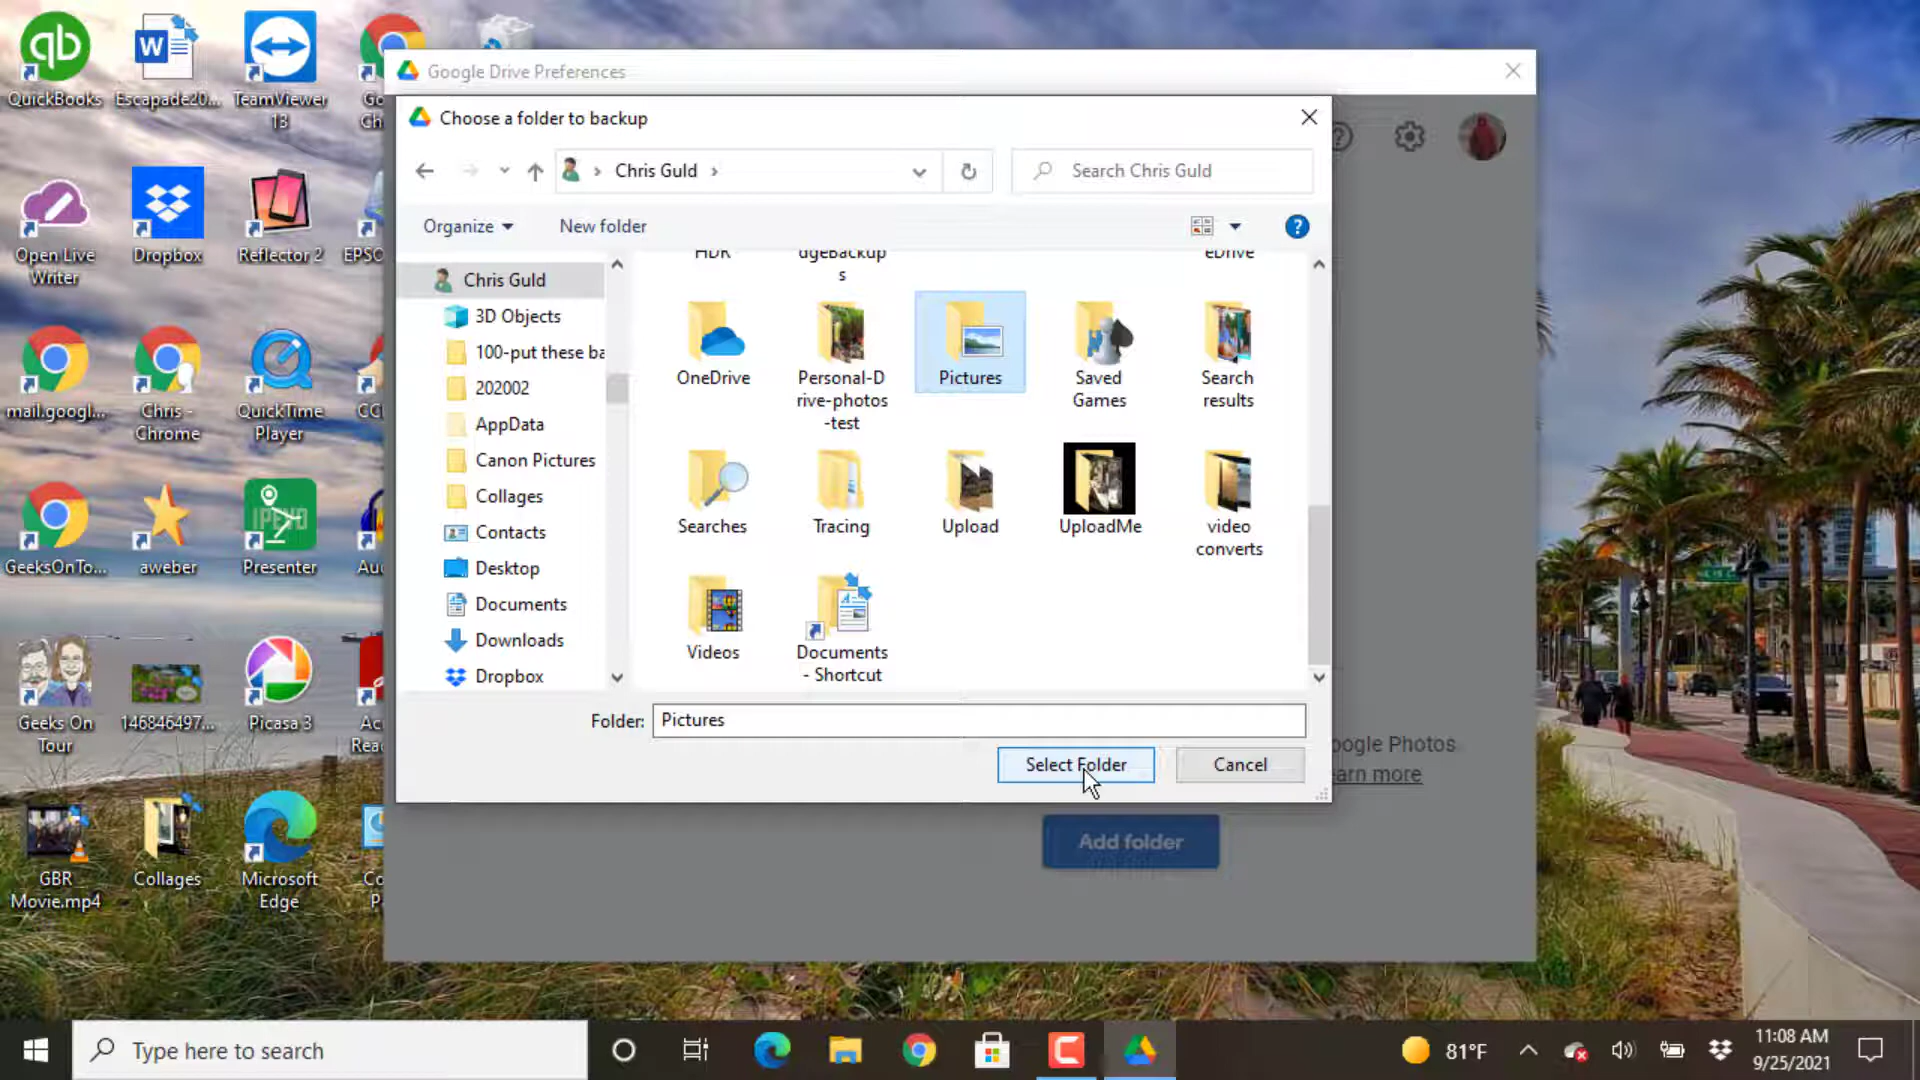 Google Drive Preferences
Choose a folder to backup
Chris Guld
Search Chris Guld
Organize
New folder
Chris Guld
3D Objects
100-put these ba
202002
AppData
Canon Pictures
Collages
Contacts
Desktop
Documents
Downloads
Dropbox
HDR
dgeBackup
s
eDrive
OneDrive
Personal-D
rive-photos
-test
Pictures
Saved
Games
Search
results
Searches
Tracing
Upload
UploadMe
video
converts
Videos
Documents
- Shortcut
Folder:
Pictures
Select Folder
Cancel
oogle Photos
earn more
Add folder
QuickBooks
Escapade20...
TeamViewer
13
Go
Ch
Open Live
Writer
Dropbox
Reflector 2
EPSO
mail.googl...
Chris -
Chrome
QuickTime
Player
CC
GeeksOnTo...
aweber
IPEVO
Presenter
Au
Geeks On
Tour
146846497...
Picasa 3
Ac
Rea
GBR
Movie.mp4
Collages
Microsoft
Edge
Co
P
Type here to search
81°F
11:08 AM
9/25/2021